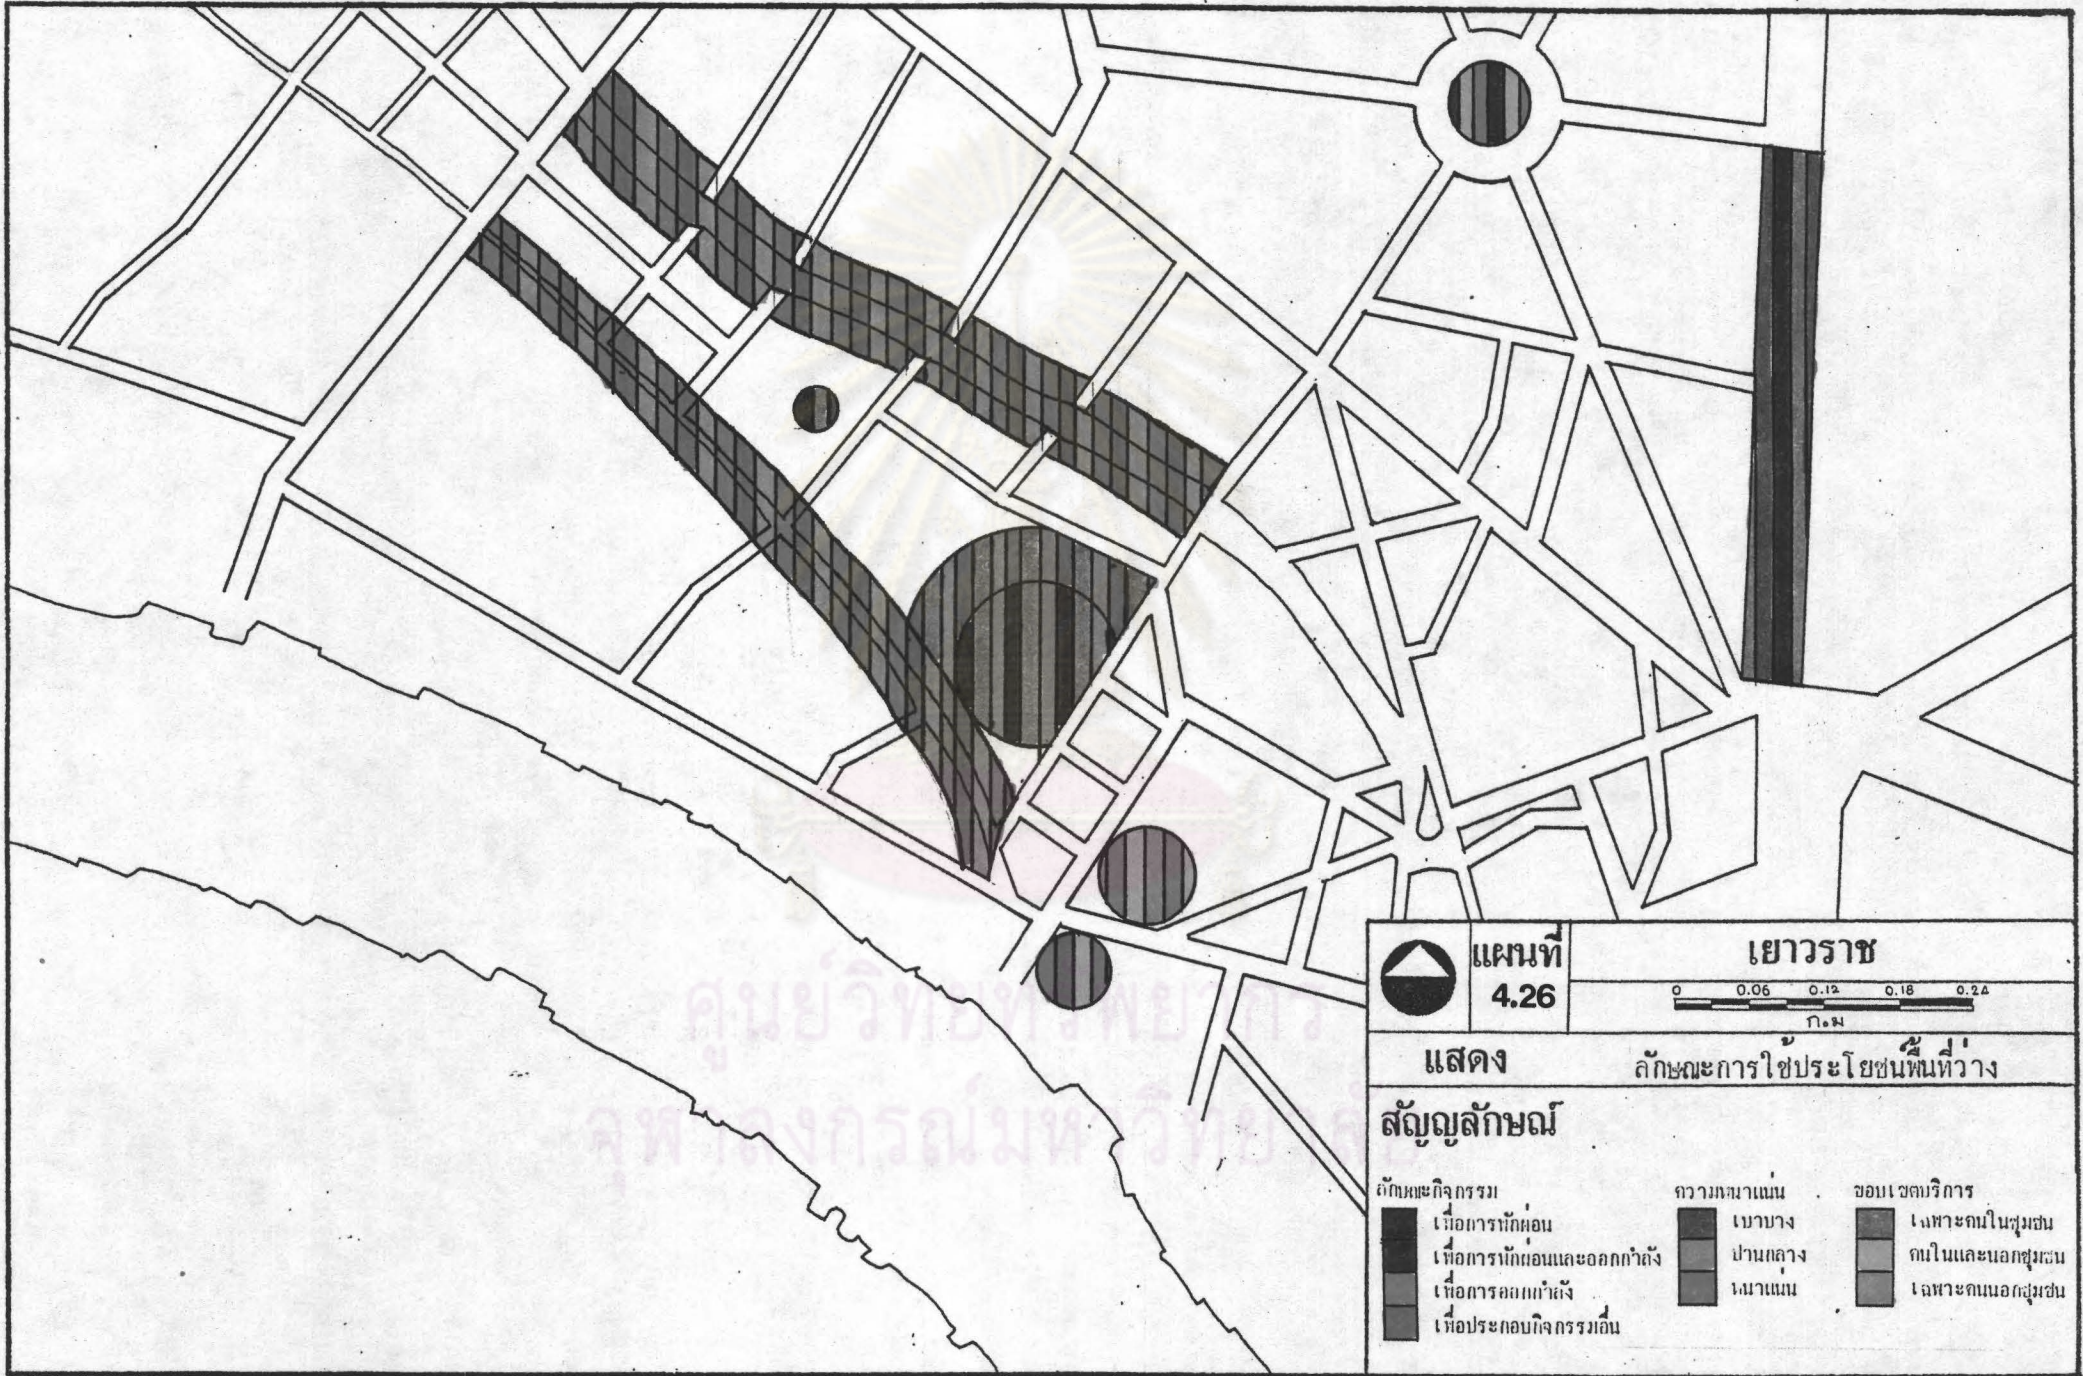 แผนที่
4.26
เยาวราช
0 0.06 0.12 0.18 0.24
ก.ม
แสดง
ลักษณะการใช้ประโยชน์พื้นที่ว่าง
สัญญลักษณ์
ลักษณะกิจกรรม
เพื่อการพักผ่อน
เพื่อการพักผ่อนและออกกำลัง
เพื่อการออกกำลัง
เพื่อประกอบกิจกรรมอื่น
ความหนาแน่น
เบาบาง
ปานกลาง
หนาแน่น
ขอบเขตบริการ
เฉพาะคนในชุมชน
คนในและนอกชุมชน
เฉพาะคนนอกชุมชน
ศูนย์วิทยทรัพยากร
จุฬาลงกรณ์มหาวิทยาลัย